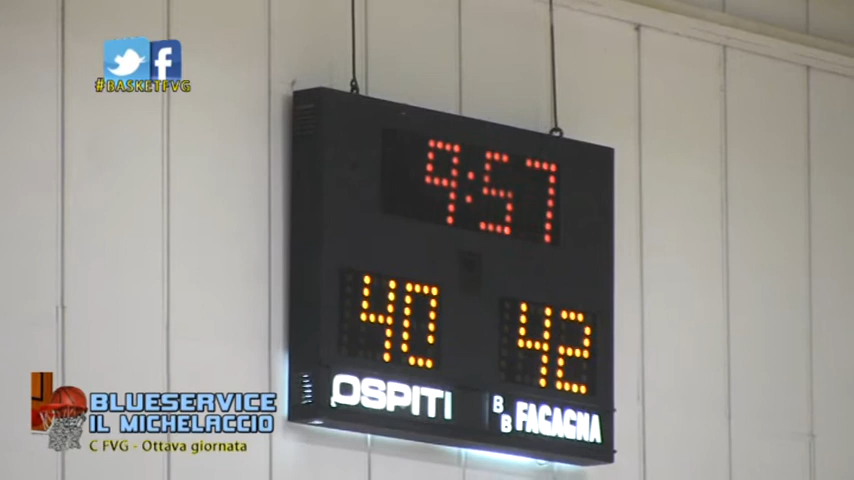 #BASKETFVG
9:57
40 42
OSPITI BB FAGAGNA
BLUESERVICE
IL MICHELACCIO
C FVG - Ottava giornata